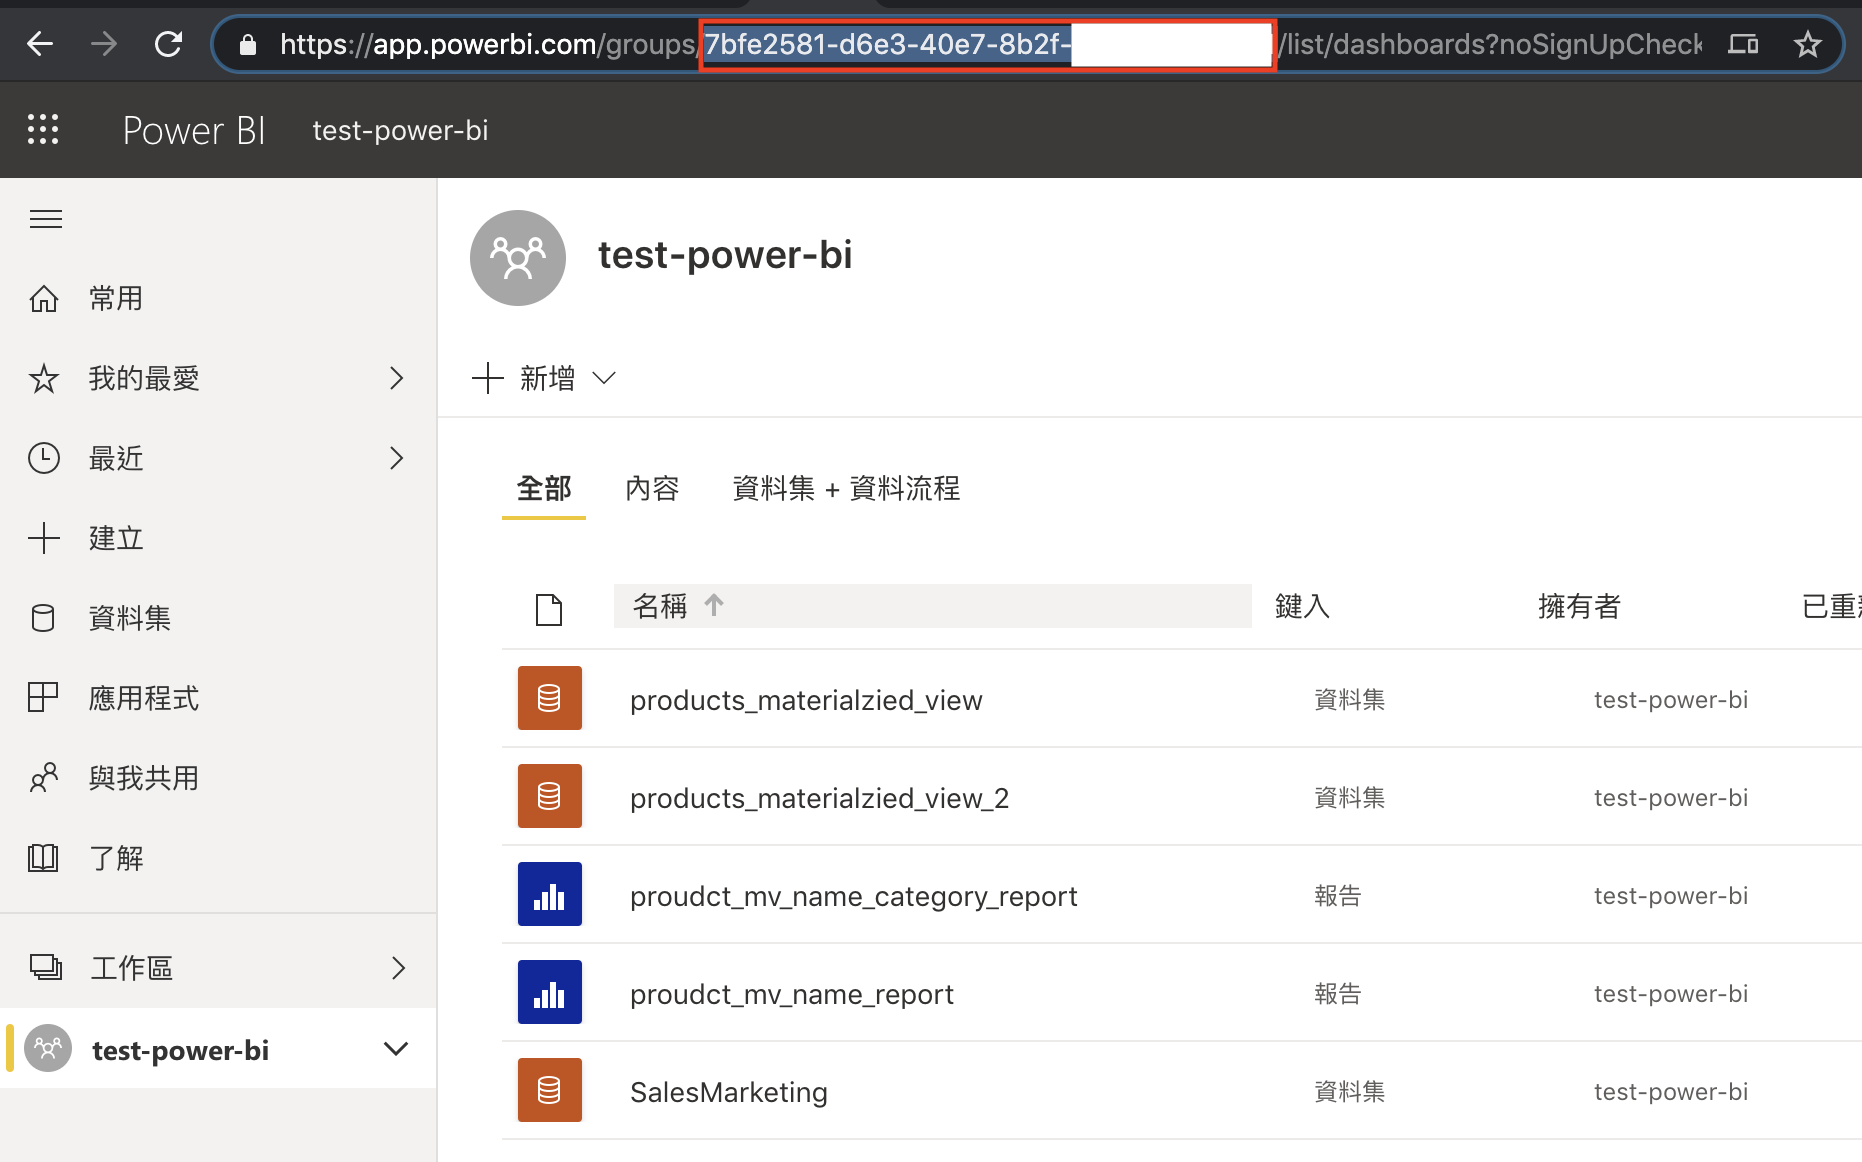 https://app.powerbi.com/groups/7bfe2581-d6e3-40e7-8b2f- /list/dashboards?noSignUpCheck
Power BI test-power-bi
test-power-bi
常用
新增
我的最愛
最近
全部 內容 資料集 + 資料流程
建立
名稱 鍵入 擁有者 已重
資料集
應用程式
products_materialzied_view 資料集 test-power-bi
與我共用
products_materialzied_view_2 資料集 test-power-bi
了解
proudct_mv_name_category_report 報告 test-power-bi
工作區
proudct_mv_name_report 報告 test-power-bi
test-power-bi
SalesMarketing 資料集 test-power-bi